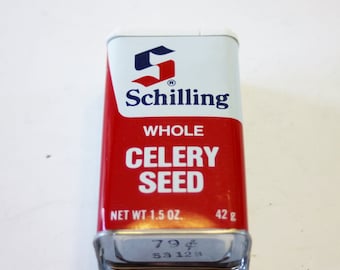 S
®
Schilling
WHOLE
CELERY
SEED
NET WT 1.5 OZ. 42 g
79¢